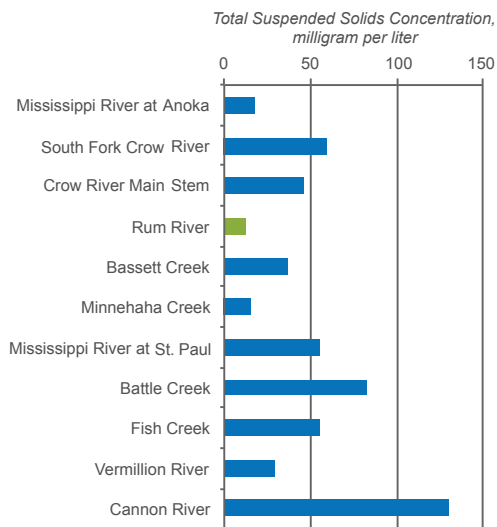 Total Suspended Solids Concentration,
milligram per liter
0 50 100 150
Mississippi River at Anoka
South Fork Crow River
Crow River Main Stem
Rum River
Bassett Creek
Minnehaha Creek
Mississippi River at St. Paul
Battle Creek
Fish Creek
Vermillion River
Cannon River